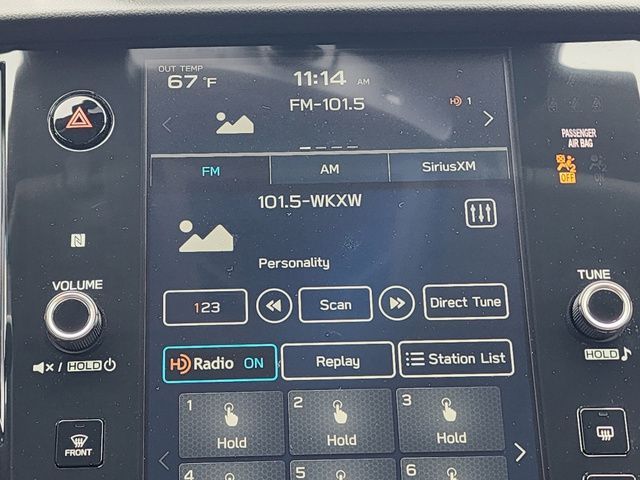 OUT TEMP
67°F
11:14 AM
FM-101.5
HD 1
PASSENGER
AIR BAG
OFF
FM
AM
SiriusXM
101.5-WKXW
N
Personality
VOLUME
TUNE
123
Scan
Direct Tune
HD Radio ON
Replay
Station List
x / HOLD
HOLD
1
Hold
2
Hold
3
Hold
FRONT
4
5
6